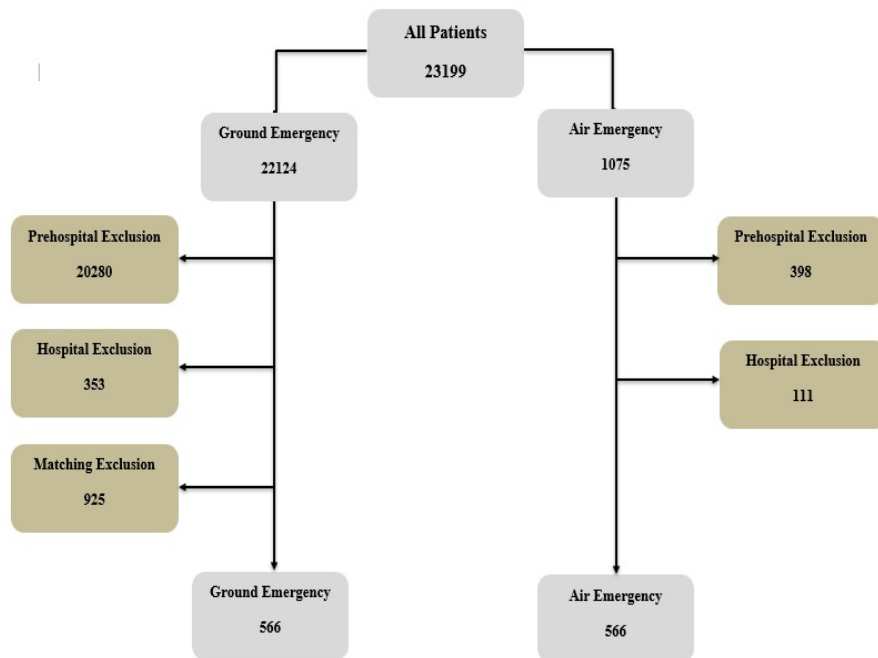 All Patients
23199
Ground Emergency
22124
Air Emergency
1075
Prehospital Exclusion
20280
Prehospital Exclusion
398
Hospital Exclusion
353
Hospital Exclusion
111
Matching Exclusion
925
Ground Emergency
566
Air Emergency
566